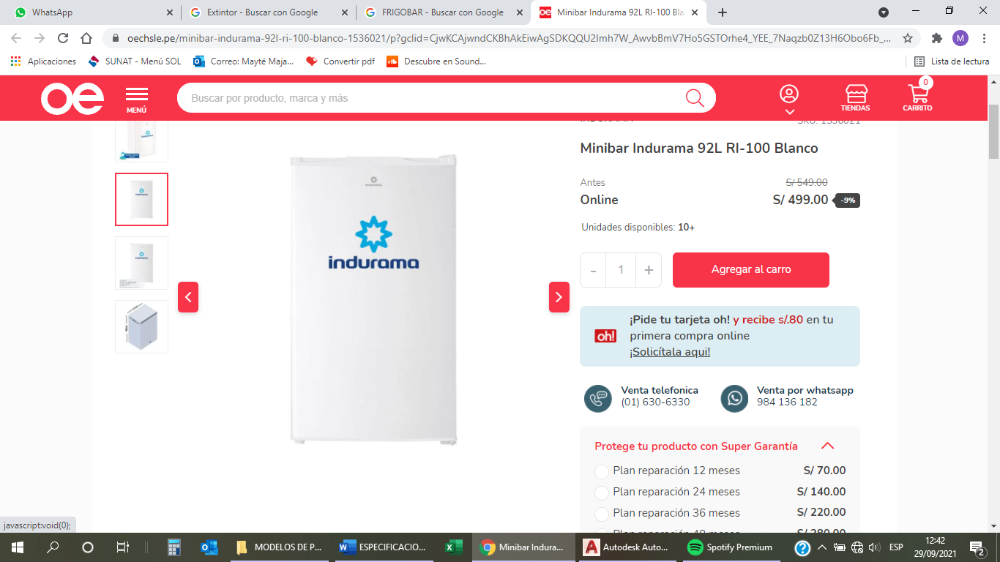 WhatsApp
Extintor - Buscar con Google
FRIGOBAR - Buscar con Google
Minibar Indurama 92L RI-100 Bla
oechsle.pe/minibar-indurama-92l-ri-100-blanco-1536021/p?gclid=CjwKCAjwndCKBhAkEiwAgSDKQQU2Imh7W_AwvbBmV7Ho5GSTOrhe4_YEE_7Naqzb0Z13H6Obo6Fb_...
M
Aplicaciones
SUNAT - Menú SOL
Correo: Mayté Maja...
Convertir pdf
Descubre en Sound...
Lista de lectura
oe
MENÚ
Buscar por producto, marca y más
TIENDAS
0
CARRITO
INDURAMA
SKU: 1536021
Minibar Indurama 92L RI-100 Blanco
Antes
S/ 549.00
Online
S/ 499.00
-9%
Unidades disponibles: 10+
- 1 +
Agregar al carro
indurama
indurama
oh!
¡Pide tu tarjeta oh! y recibe s/.80 en tu
primera compra online
¡Solicítala aqui!
Venta telefonica
(01) 630-6330
Venta por whatsapp
984 136 182
Protege tu producto con Super Garantía
Plan reparación 12 meses
S/ 70.00
Plan reparación 24 meses
S/ 140.00
Plan reparación 36 meses
S/ 220.00
Plan reparación 48 meses
S/ 280.00
javascript:void(0);
MODELOS DE P...
ESPECIFICACIO...
Minibar Indura...
Autodesk Auto...
Spotify Premium
ESP
12:42
29/09/2021
2